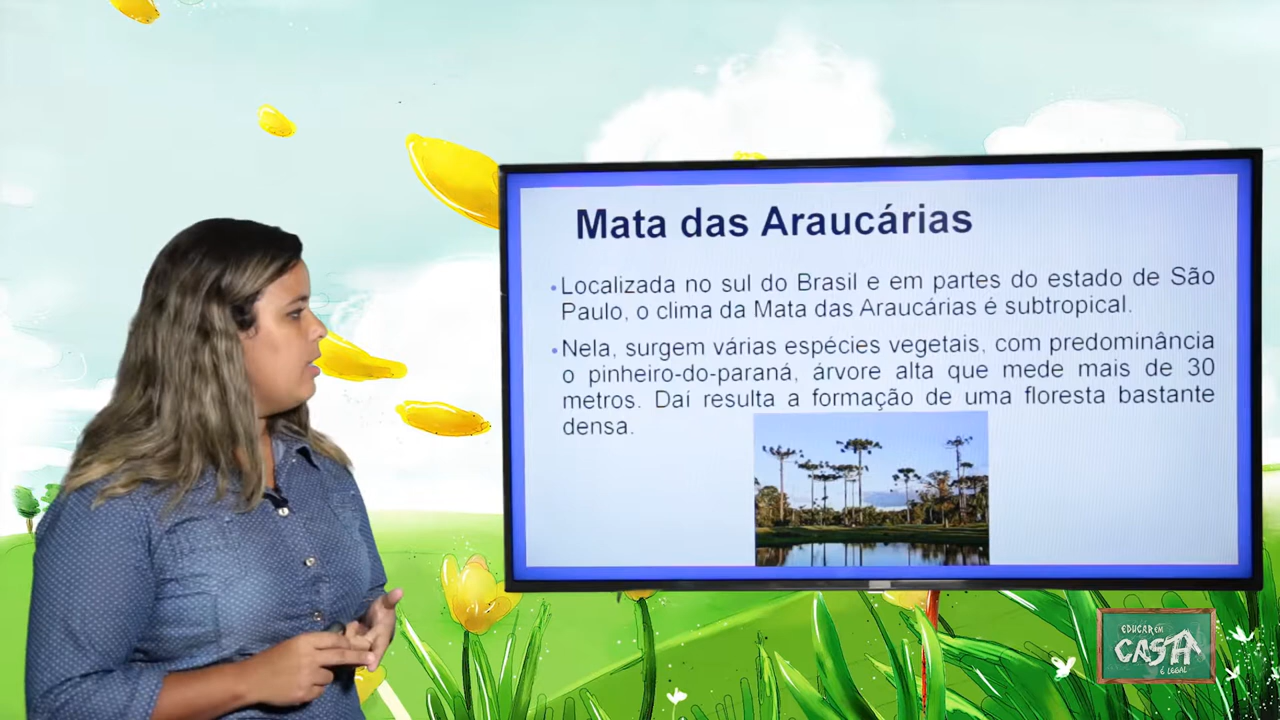 Mata das Araucárias
•Localizada no sul do Brasil e em partes do estado de São
Paulo, o clima da Mata das Araucárias é subtropical.
•Nela, surgem várias espécies vegetais, com predominância
o pinheiro-do-paraná, árvore alta que mede mais de 30
metros. Daí resulta a formação de uma floresta bastante
densa.
EDUCAR EM
CASA
É LEGAL